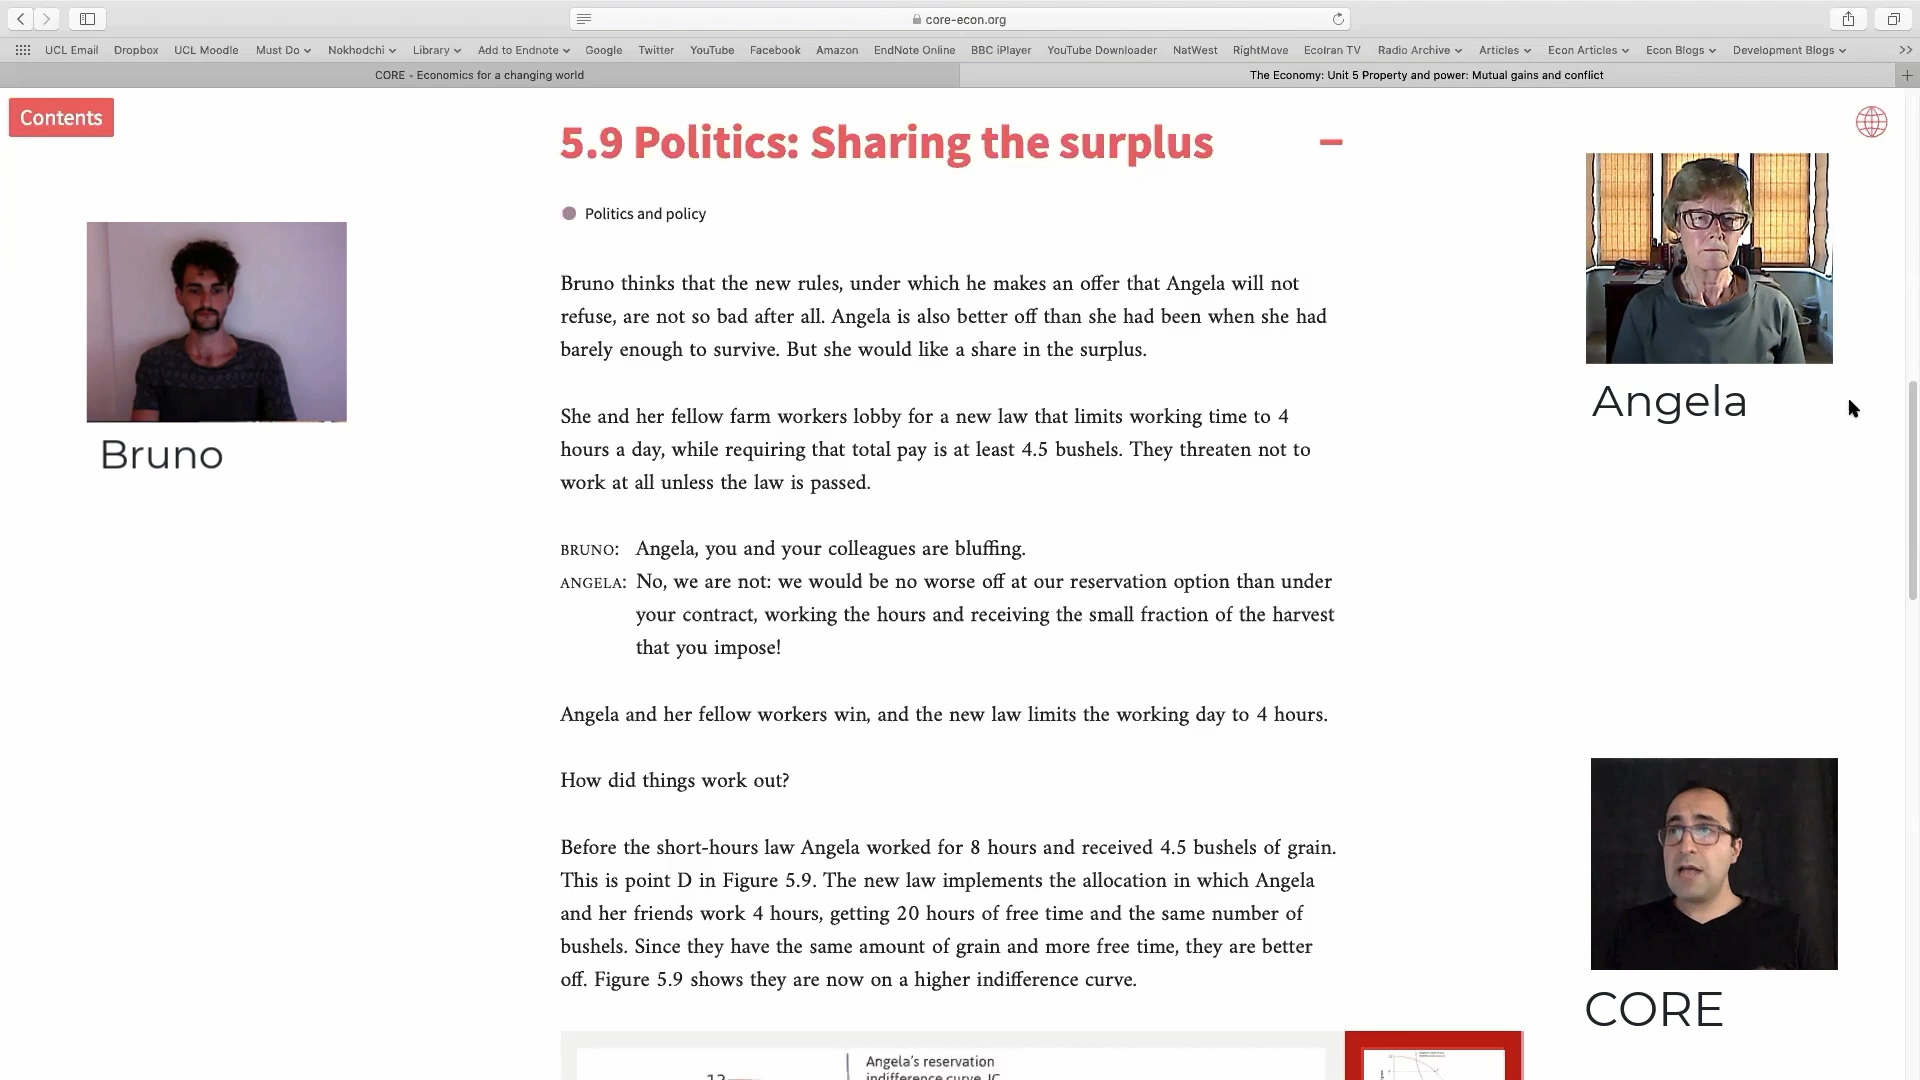 core-econ.org
UCL Email Dropbox UCL Moodle Must Do Nokhodchi Library Add to Endnote Google Twitter YouTube Facebook Amazon EndNote Online BBC iPlayer YouTube Downloader NatWest RightMove EcoIran TV Radio Archive Articles Econ Articles Econ Blogs Development Blogs
CORE - Economics for a changing world
The Economy: Unit 5 Property and power: Mutual gains and conflict
Contents
5.9 Politics: Sharing the surplus –
Politics and policy
Bruno thinks that the new rules, under which he makes an offer that Angela will not
refuse, are not so bad after all. Angela is also better off than she had been when she had
barely enough to survive. But she would like a share in the surplus.
She and her fellow farm workers lobby for a new law that limits working time to 4
hours a day, while requiring that total pay is at least 4.5 bushels. They threaten not to
work at all unless the law is passed.
BRUNO: Angela, you and your colleagues are bluffing.
ANGELA: No, we are not: we would be no worse off at our reservation option than under
your contract, working the hours and receiving the small fraction of the harvest
that you impose!
Angela and her fellow workers win, and the new law limits the working day to 4 hours.
How did things work out?
Before the short-hours law Angela worked for 8 hours and received 4.5 bushels of grain.
This is point D in Figure 5.9. The new law implements the allocation in which Angela
and her friends work 4 hours, getting 20 hours of free time and the same number of
bushels. Since they have the same amount of grain and more free time, they are better
off. Figure 5.9 shows they are now on a higher indifference curve.
Angela's reservation
indifference curve, IC
12
Bruno
Angela
CORE